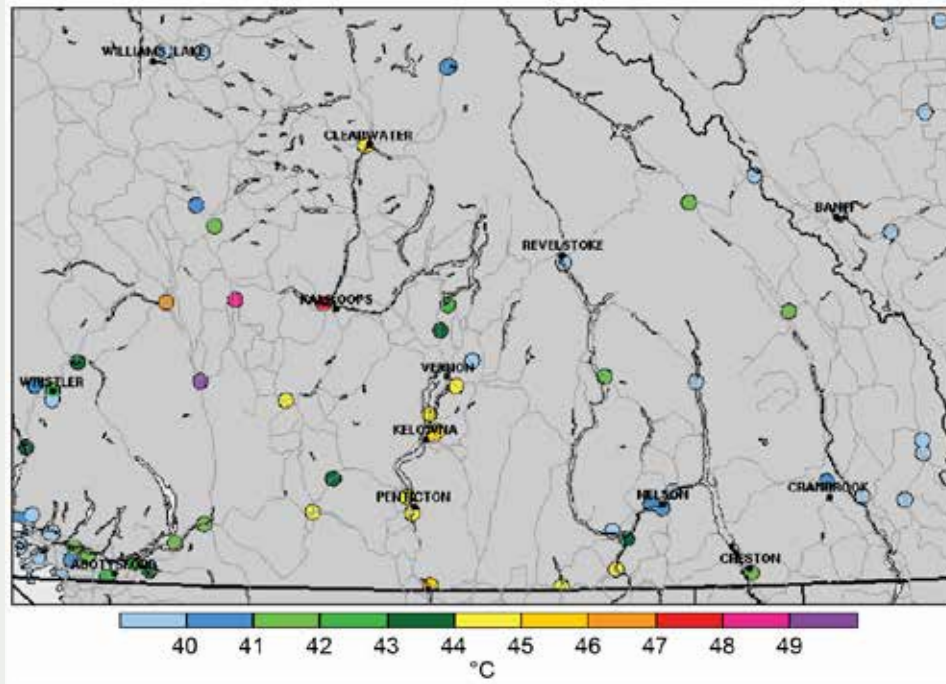 WILLIAMS LAKE
CLEARWATER
BANFF
REVELSTOKE
KAMLOOPS
WHISTLER
VERNON
KELOWNA
PENTICTON
NELSON
CRANBROOK
ABOTTSFORD
CRESTON
40 41 42 43 44 45 46 47 48 49
°C